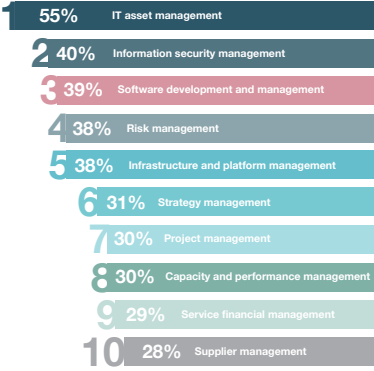 1 55% IT asset management
2 40% Information security management
3 39% Software development and management
4 38% Risk management
5 38% Infrastructure and platform management
6 31% Strategy management
7 30% Project management
8 30% Capacity and performance management
9 29% Service financial management
10 28% Supplier management